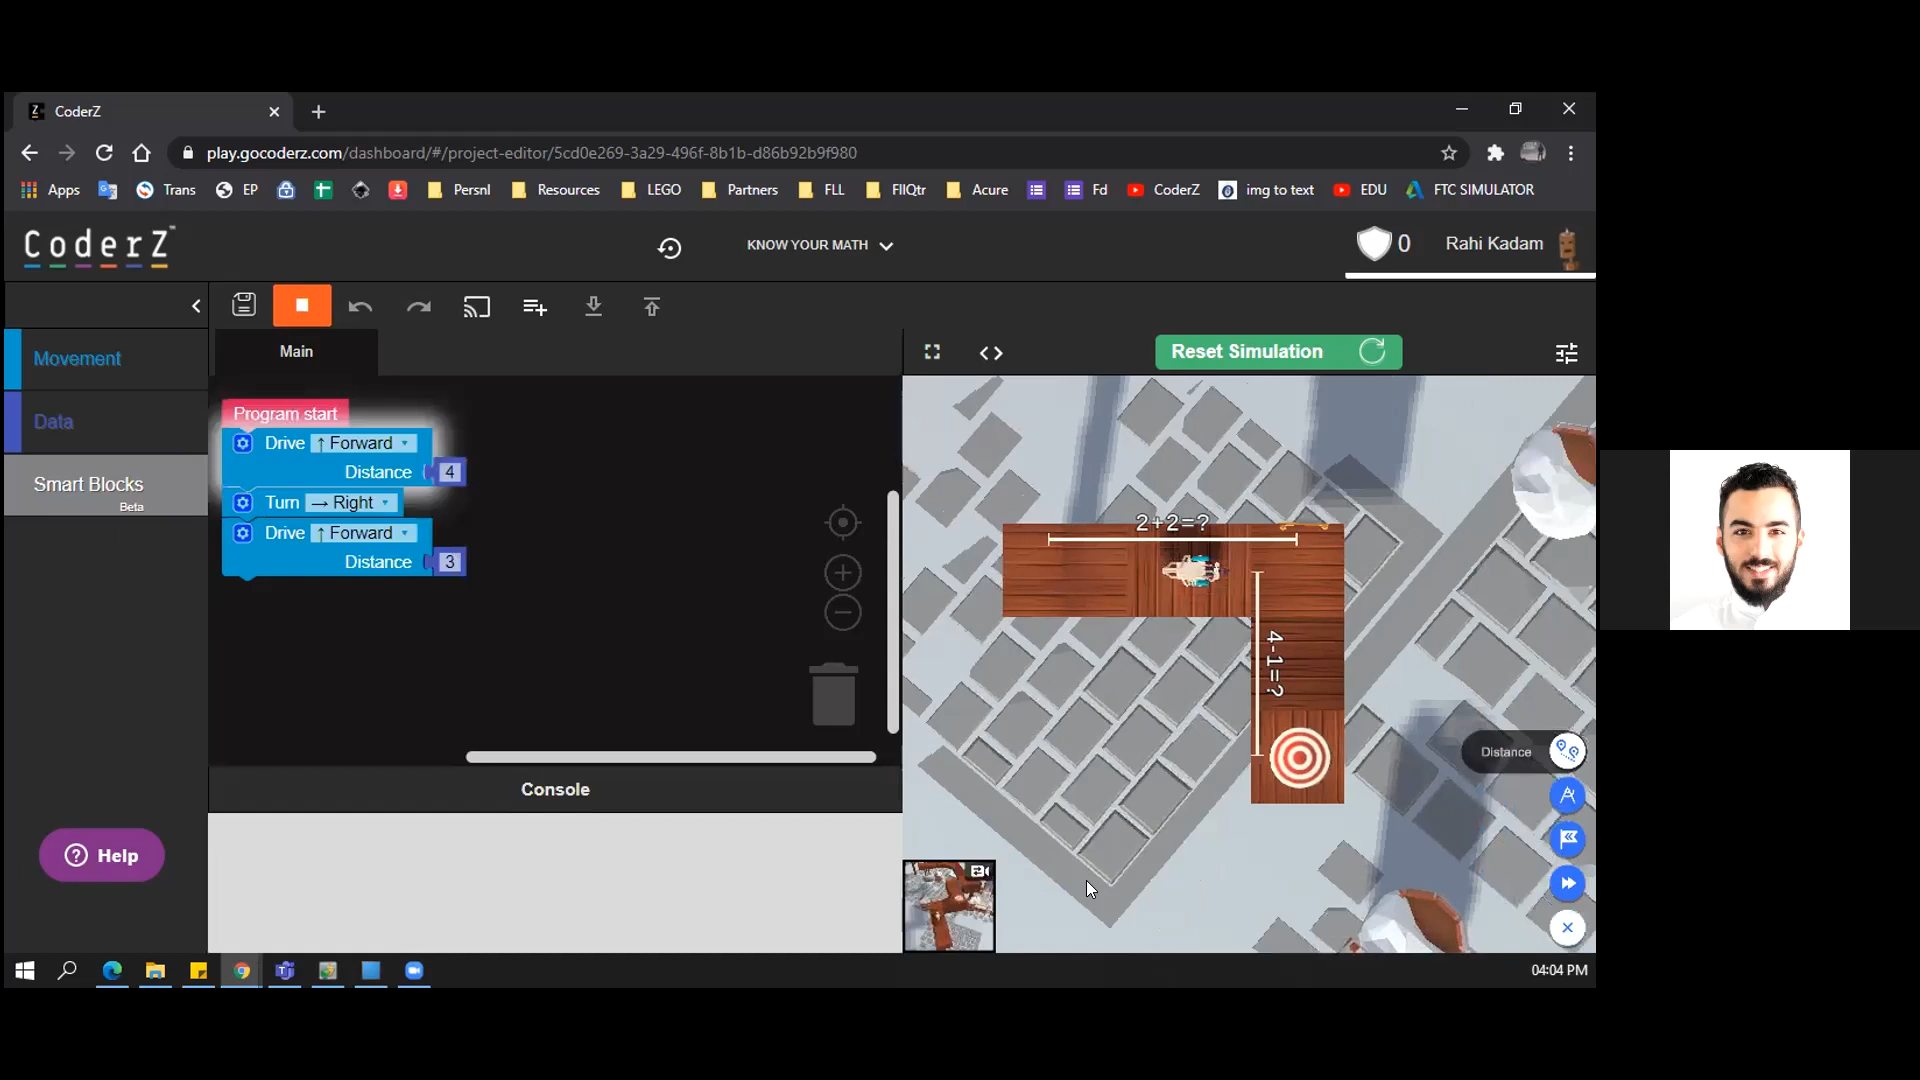 CoderZ
play.gocoderz.com/dashboard/#/project-editor/5cd0e269-3a29-496f-8b1b-d86b92b9f980
Apps Trans EP Persnl Resources LEGO Partners FLL FllQtr Acure Fd CoderZ img to text EDU FTC SIMULATOR
CoderZ™
KNOW YOUR MATH
0
Rahi Kadam
Movement
Data
Smart Blocks
Beta
Help
Main
Program start
Drive ↑ Forward
Distance 4
Turn → Right
Drive ↑ Forward
Distance 3
Console
Reset Simulation
2+2=?
4-1=?
Distance
04:04 PM